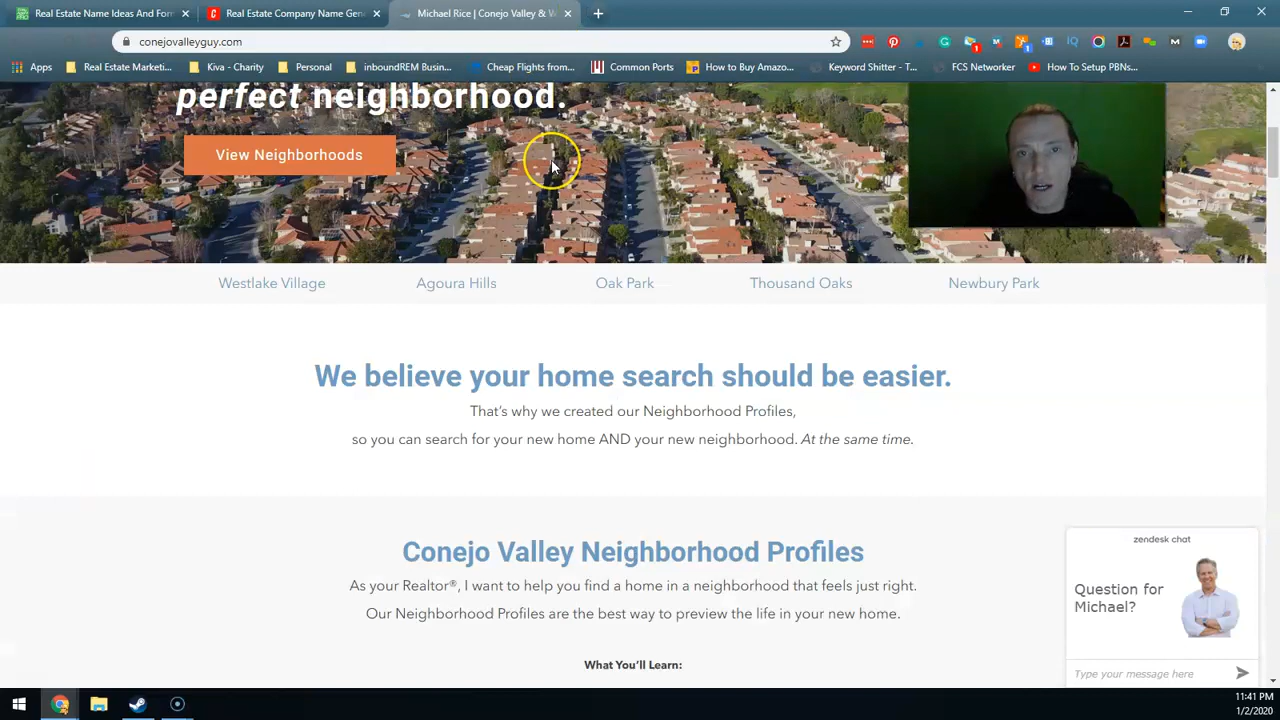 Real Estate Name Ideas And For
Real Estate Company Name Gen
Michael Rice | Conejo Valley & W
conejovalleyguy.com
Apps
Real Estate Marketi...
Kiva - Charity
Personal
inboundREM Busin...
Cheap Flights from...
Common Ports
How to Buy Amazo...
Keyword Shitter - T...
FCS Networker
How To Setup PBNs...
perfect neighborhood.
View Neighborhoods
Westlake Village
Agoura Hills
Oak Park
Thousand Oaks
Newbury Park
We believe your home search should be easier.
That's why we created our Neighborhood Profiles,
so you can search for your new home AND your new neighborhood. At the same time.
Conejo Valley Neighborhood Profiles
As your Realtor®, I want to help you find a home in a neighborhood that feels just right.
Our Neighborhood Profiles are the best way to preview the life in your new home.
What You'll Learn:
zendesk chat
Question for
Michael?
Type your message here
11:41 PM
1/2/2020